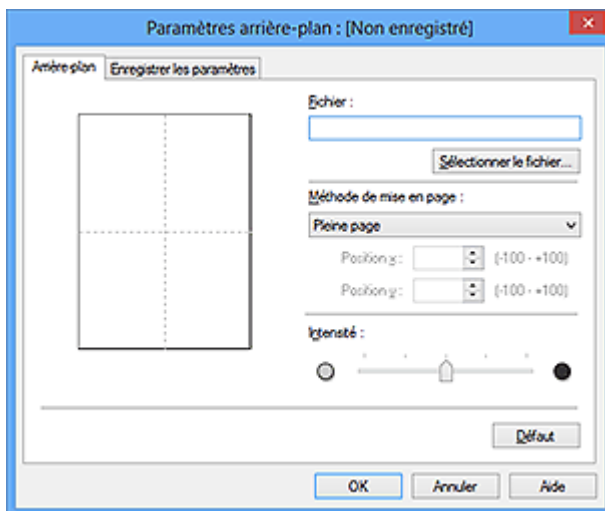 Paramètres arrière-plan : [Non enregistré]
Arrière-plan
Enregistrer les paramètres
Fichier :
Sélectionner le fichier...
Méthode de mise en page :
Pleine page
Position x : (-100 - +100)
Position y : (-100 - +100)
Intensité :
Défaut
OK Annuler Aide